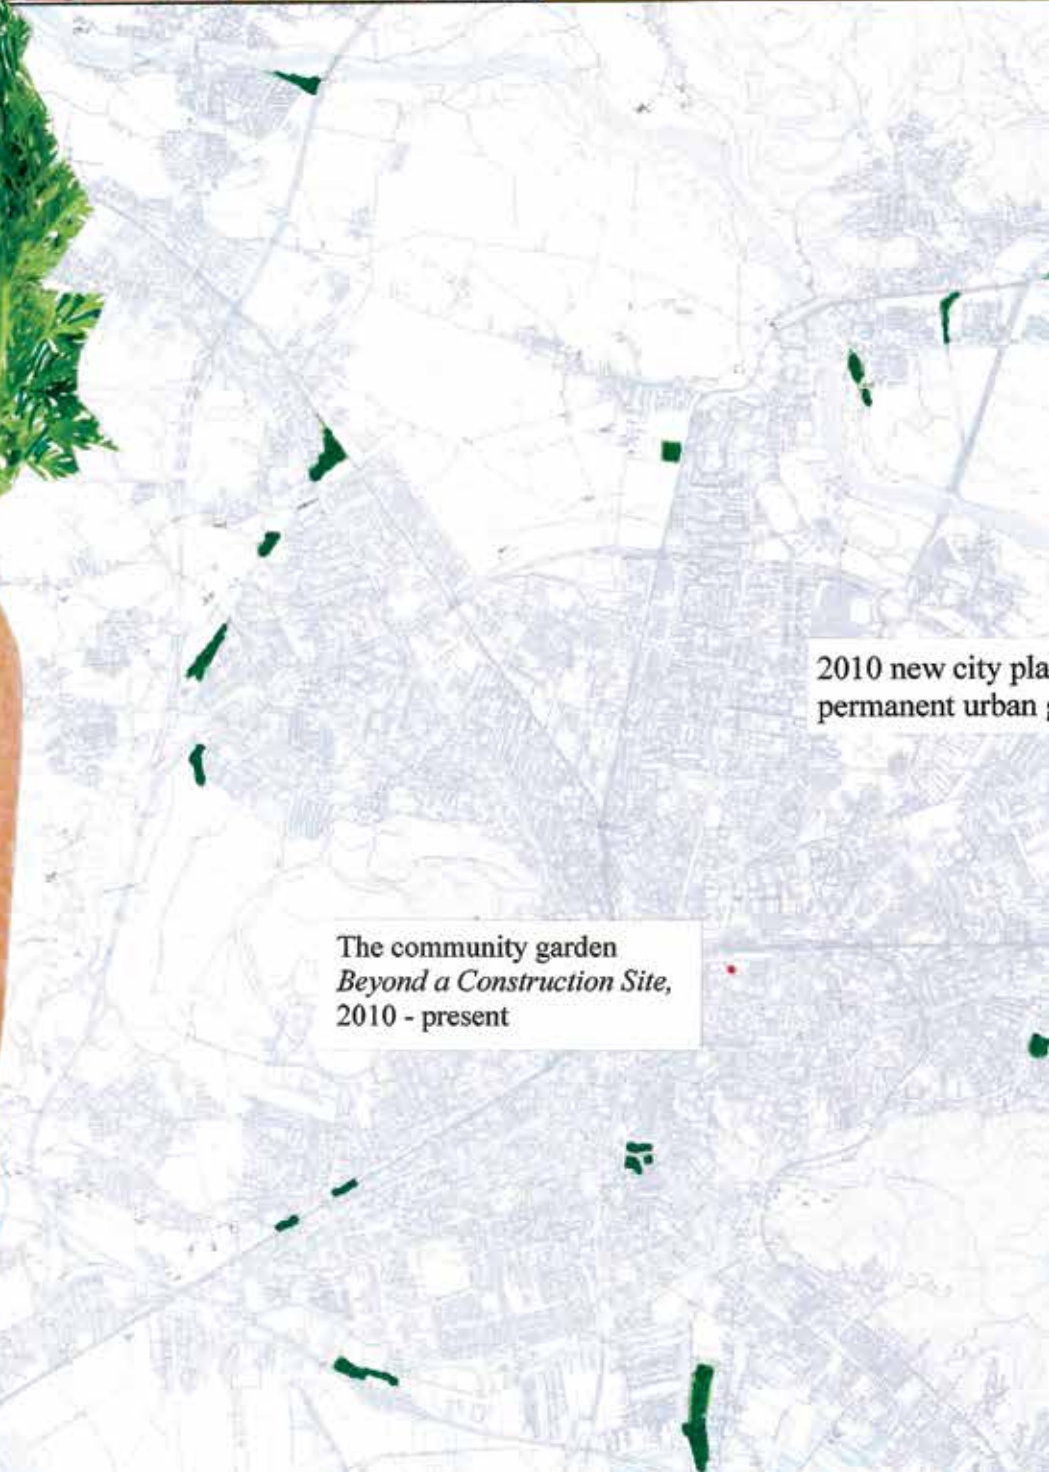 2010 new city pla
permanent urban g
The community garden
Beyond a Construction Site,
2010 - present